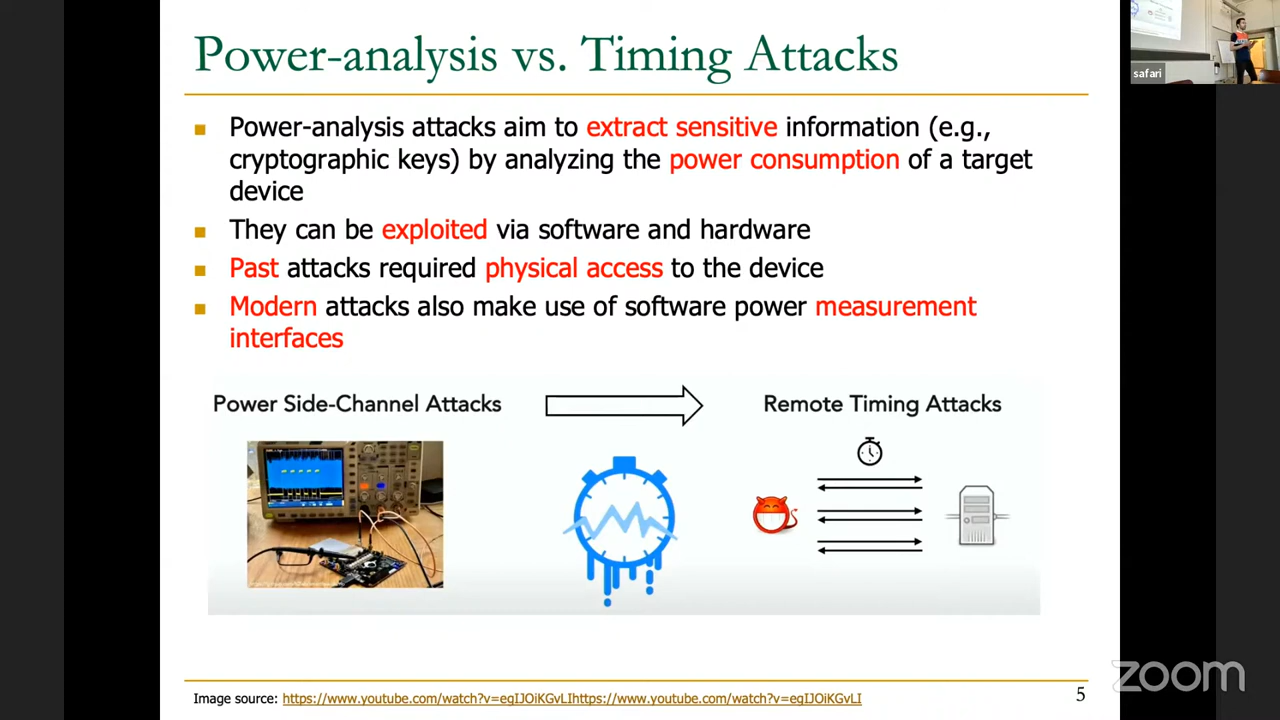 Power-analysis vs. Timing Attacks
Power-analysis attacks aim to extract sensitive information (e.g.,
cryptographic keys) by analyzing the power consumption of a target
device
They can be exploited via software and hardware
Past attacks required physical access to the device
Modern attacks also make use of software power measurement
interfaces
Power Side-Channel Attacks
Remote Timing Attacks
Image source: https://www.youtube.com/watch?v=egIJOiKGvLIhttps://www.youtube.com/watch?v=egIJOiKGvLI
5
safari
zoom